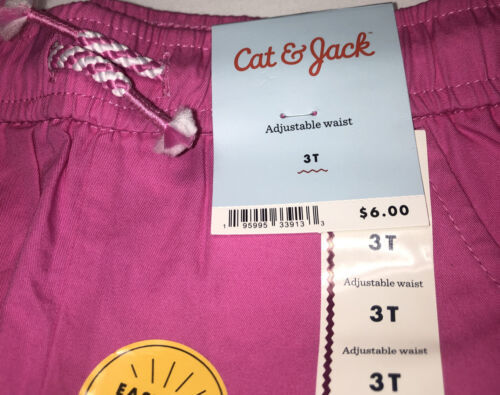 Cat & Jack
Adjustable waist
3T
1 95995 33913 3
$6.00
3T
Adjustable waist
3T
Adjustable waist
3T